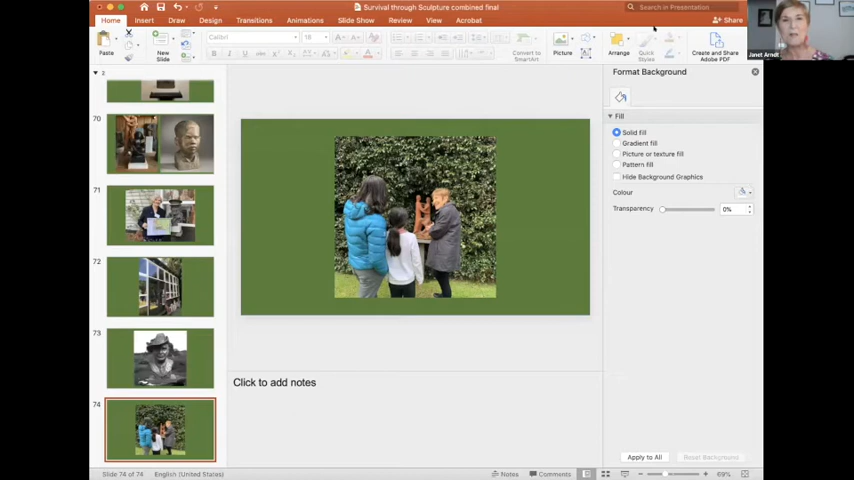 Survival through Sculpture combined final
Search in Presentation
Home Insert Draw Design Transitions Animations Slide Show Review View Acrobat
Share
Janet Arndt
Paste
New
Slide
Calibri
18
Convert to
SmartArt
Picture
Arrange
Quick
Styles
Create and Share
Adobe PDF
2
70
71
72
73
74
Format Background
Fill
Solid fill
Gradient fill
Picture or texture fill
Pattern fill
Hide Background Graphics
Colour
Transparency
0%
Click to add notes
Apply to All
Reset Background
Slide 74 of 74
English (United States)
Notes
Comments
69%